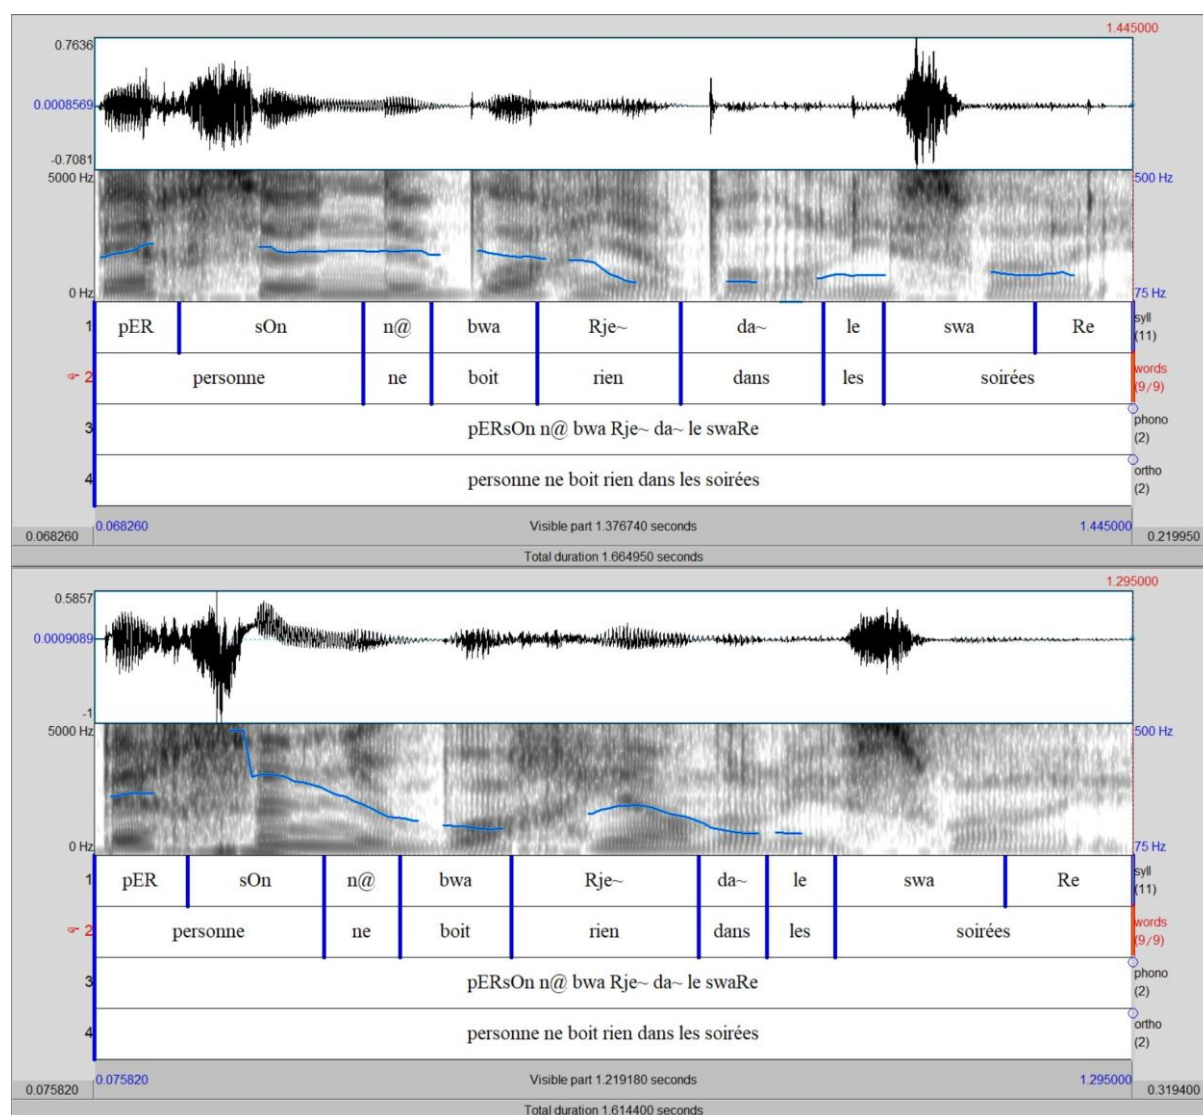 1.445000
0.7636
0.0008569
-0.7081
5000 Hz 500 Hz
0 Hz 75 Hz
1 pER sOn n@ bwa Rje~ da~ le swa Re syll (11)
2 personne ne boit rien dans les soirées words (9/9)
3 pERsOn n@ bwa Rje~ da~ le swaRe phono (2)
4 personne ne boit rien dans les soirées ortho (2)
0.068260 Visible part 1.376740 seconds 1.445000
0.068260 0.219950
Total duration 1.664950 seconds
1.295000
0.5857
0.0009089
-1
5000 Hz 500 Hz
0 Hz 75 Hz
1 pER sOn n@ bwa Rje~ da~ le swa Re syll (11)
2 personne ne boit rien dans les soirées words (9/9)
3 pERsOn n@ bwa Rje~ da~ le swaRe phono (2)
4 personne ne boit rien dans les soirées ortho (2)
0.075820 Visible part 1.219180 seconds 1.295000
0.075820 0.319400
Total duration 1.614400 seconds